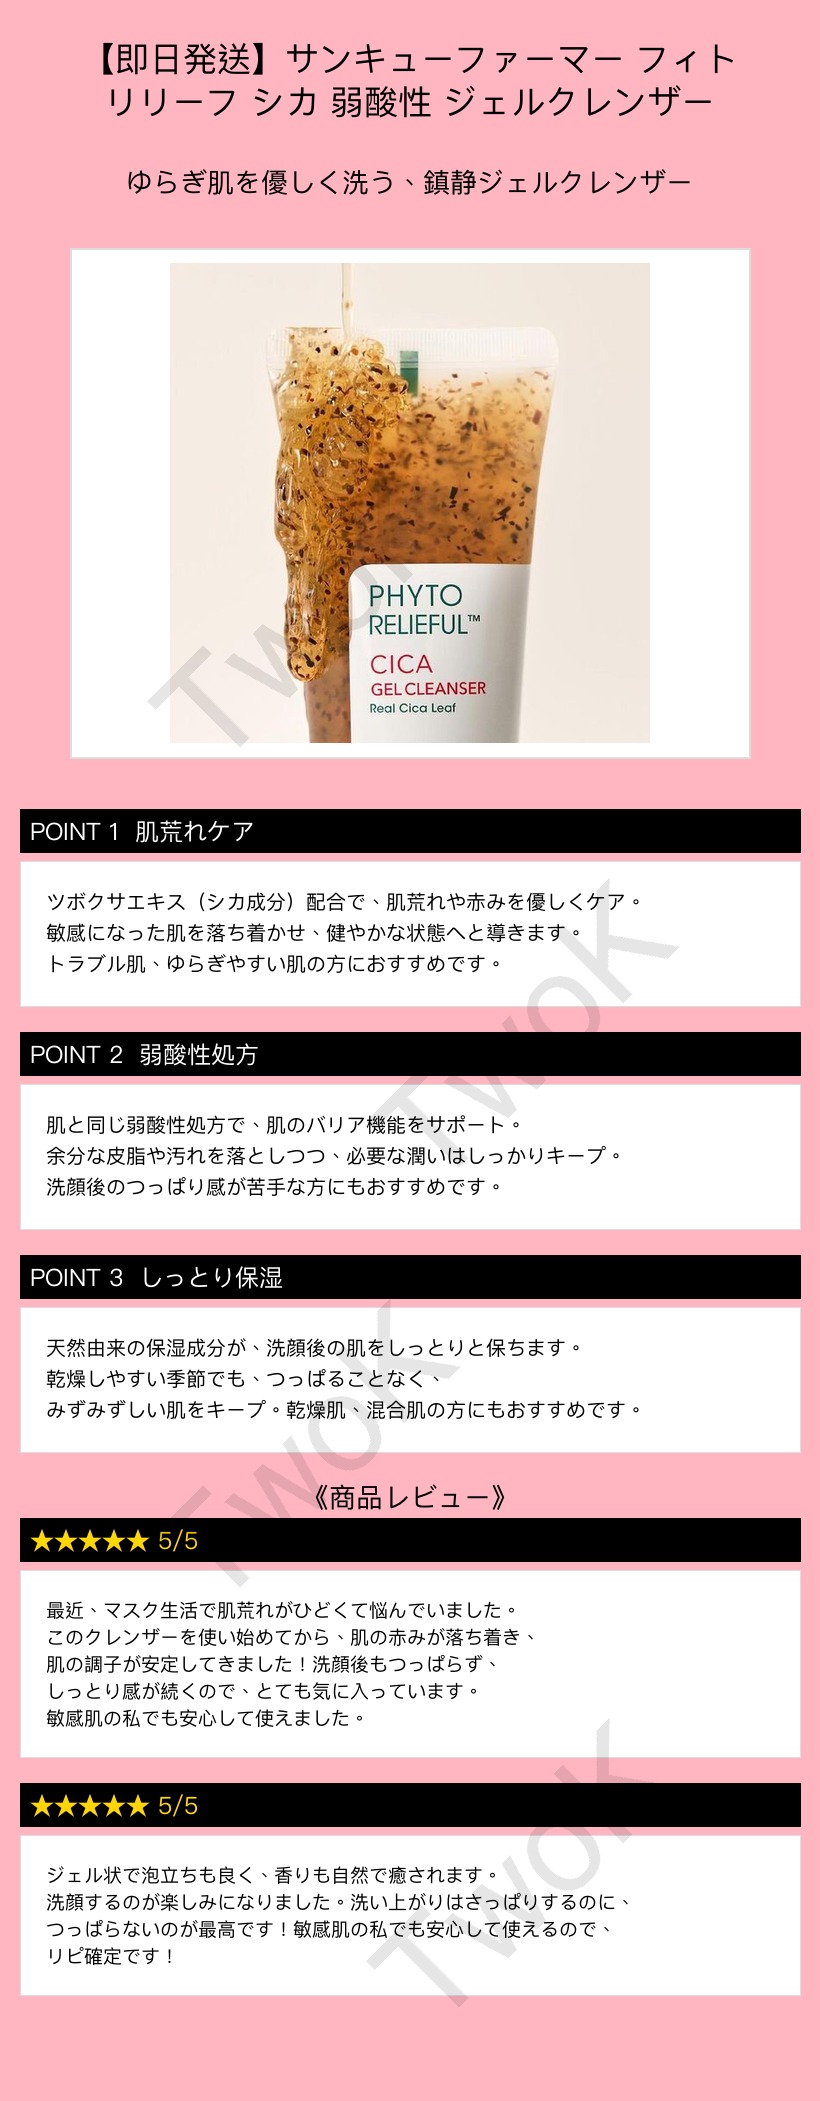 【即日発送】サンキューファーマー フィト
リリーフ シカ 弱酸性 ジェルクレンザー
ゆらぎ肌を優しく洗う、鎮静ジェルクレンザー
PHYTO
RELIEFUL™
CICA
GEL CLEANSER
Real Cica Leaf
TwoK
POINT 1 肌荒れケア
ツボクサエキス（シカ成分）配合で、肌荒れや赤みを優しくケア。
敏感になった肌を落ち着かせ、健やかな状態へと導きます。
トラブル肌、ゆらぎやすい肌の方におすすめです。
TwoK
POINT 2 弱酸性処方
肌と同じ弱酸性処方で、肌のバリア機能をサポート。
余分な皮脂や汚れを落としつつ、必要な潤いはしっかりキープ。
洗顔後のつっぱり感が苦手な方にもおすすめです。
POINT 3 しっとり保湿
天然由来の保湿成分が、洗顔後の肌をしっとりと保ちます。
乾燥しやすい季節でも、つっぱることなく、
みずみずしい肌をキープ。乾燥肌、混合肌の方にもおすすめです。
TwoK
《商品レビュー》
★★★★★ 5/5
最近、マスク生活で肌荒れがひどくて悩んでいました。
このクレンザーを使い始めてから、肌の赤みが落ち着き、
肌の調子が安定してきました！洗顔後もつっぱらず、
しっとり感が続くので、とても気に入っています。
敏感肌の私でも安心して使えました。
★★★★★ 5/5
ジェル状で泡立ちも良く、香りも自然で癒されます。
洗顔するのが楽しみになりました。洗い上がりはさっぱりするのに、
つっぱらないのが最高です！敏感肌の私でも安心して使えるので、
リピ確定です！
TwoK